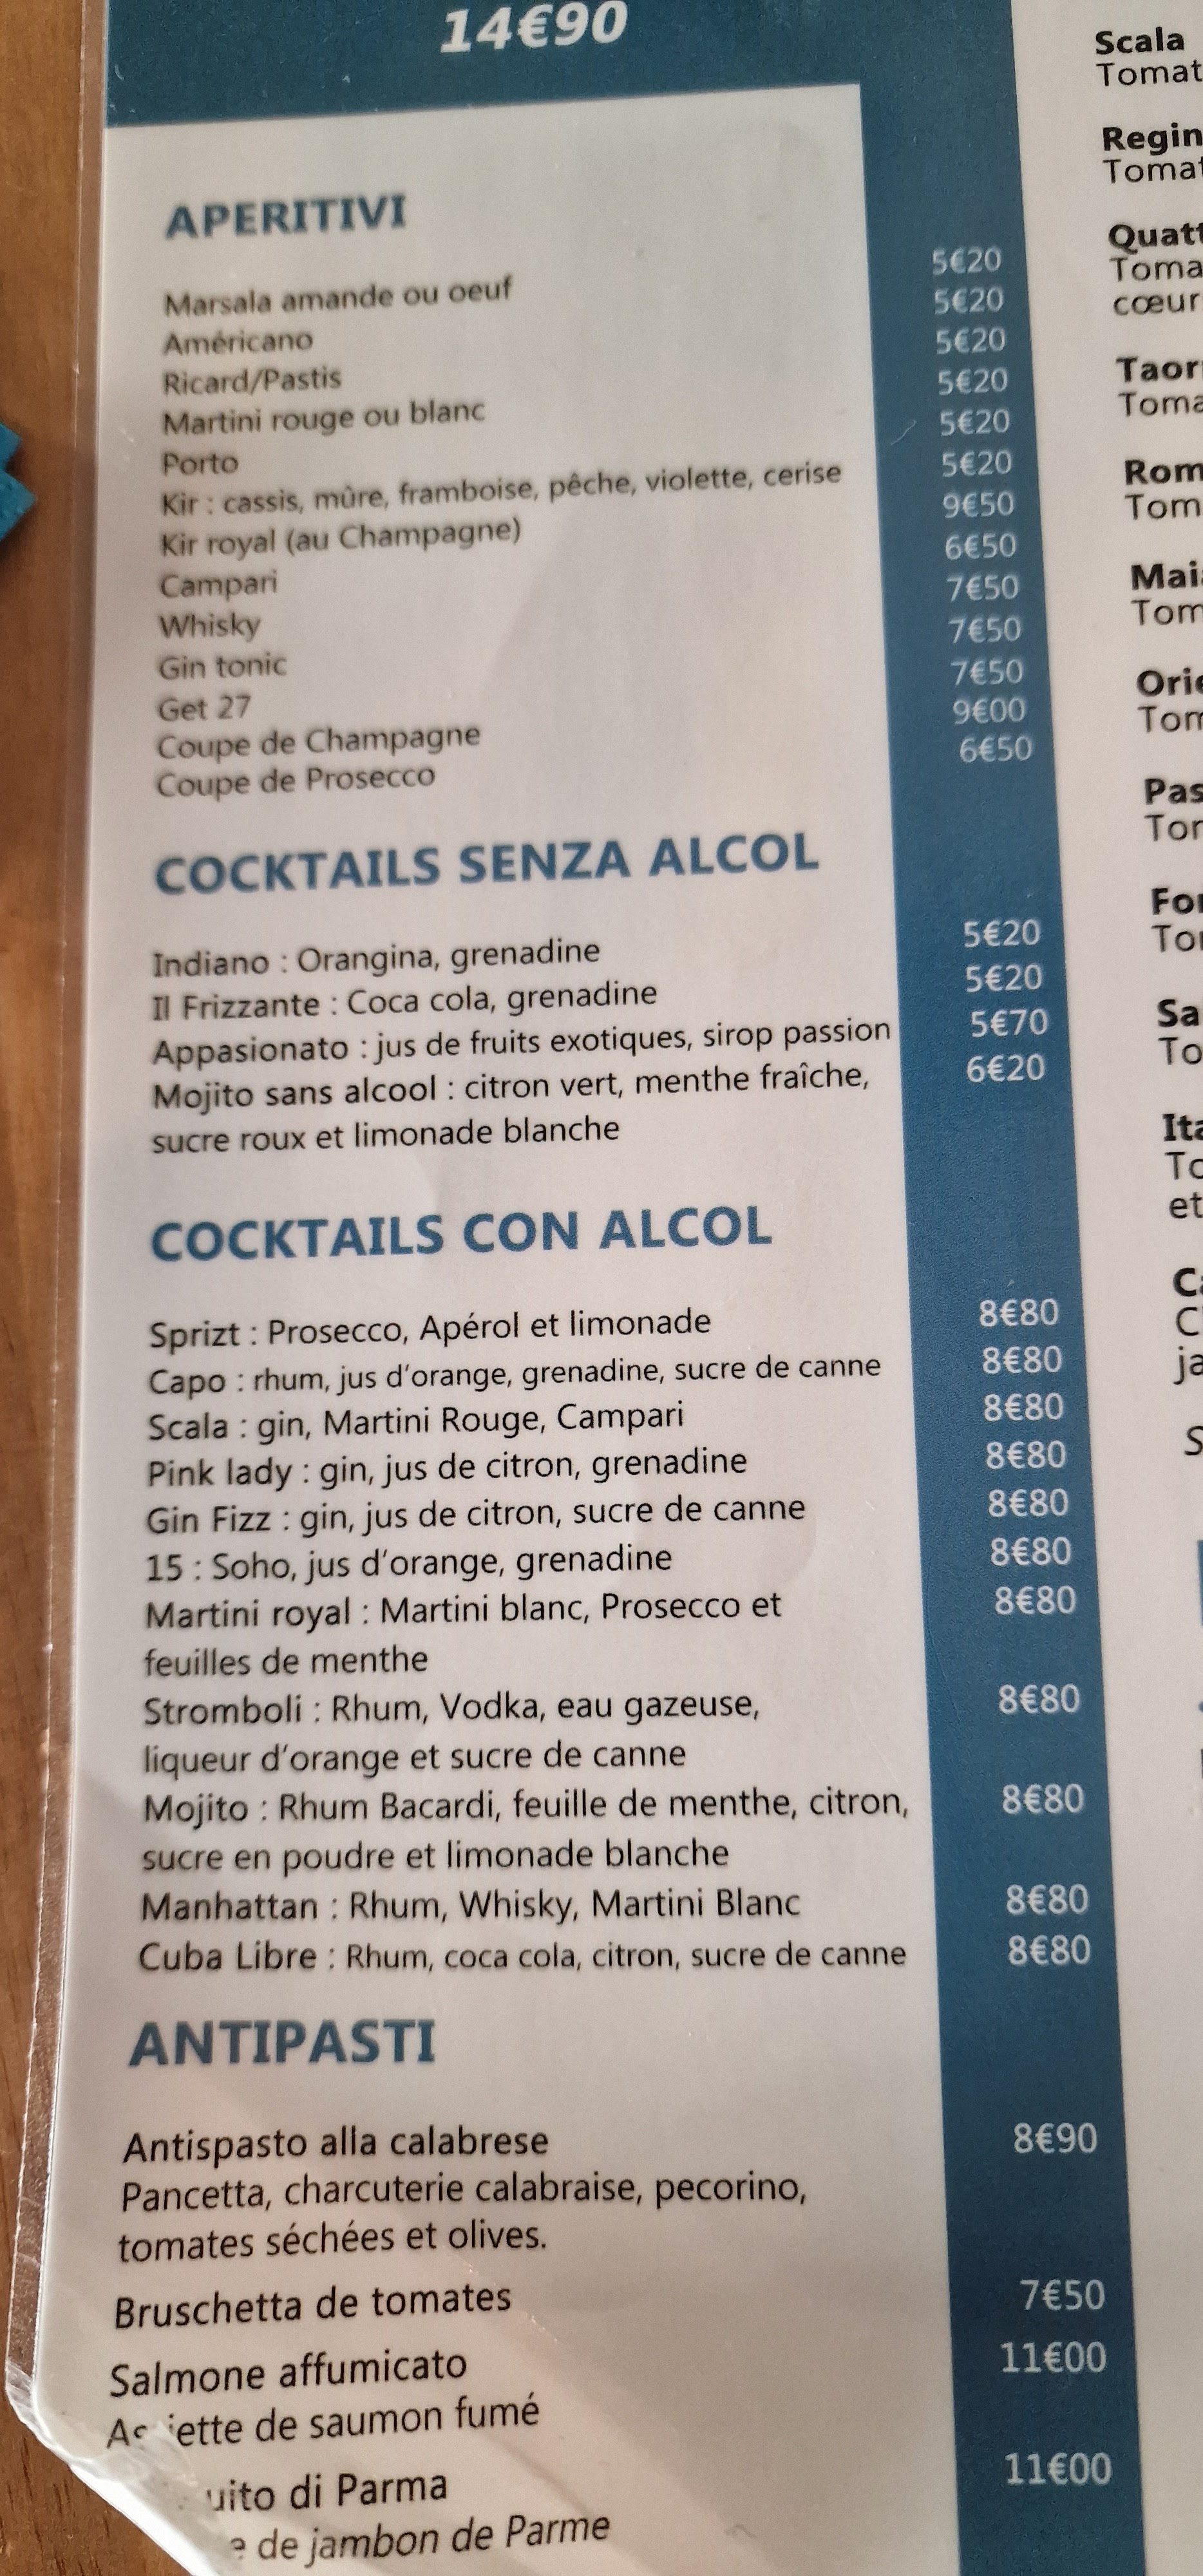 14€90
APERITIVI
Marsala amande ou oeuf 5€20
Américano 5€20
Ricard/Pastis 5€20
Martini rouge ou blanc 5€20
Porto 5€20
Kir : cassis, mûre, framboise, pêche, violette, cerise 5€20
Kir royal (au Champagne) 9€50
Campari 6€50
Whisky 7€50
Gin tonic 7€50
Get 27 7€50
Coupe de Champagne 9€00
Coupe de Prosecco 6€50
COCKTAILS SENZA ALCOL
Indiano : Orangina, grenadine 5€20
Il Frizzante : Coca cola, grenadine 5€20
Appasionato : jus de fruits exotiques, sirop passion 5€70
Mojito sans alcool : citron vert, menthe fraîche, 6€20
sucre roux et limonade blanche
COCKTAILS CON ALCOL
Sprizt : Prosecco, Apérol et limonade 8€80
Capo : rhum, jus d'orange, grenadine, sucre de canne 8€80
Scala : gin, Martini Rouge, Campari 8€80
Pink lady : gin, jus de citron, grenadine 8€80
Gin Fizz : gin, jus de citron, sucre de canne 8€80
15 : Soho, jus d'orange, grenadine 8€80
Martini royal : Martini blanc, Prosecco et 8€80
feuilles de menthe
Stromboli : Rhum, Vodka, eau gazeuse, 8€80
liqueur d'orange et sucre de canne
Mojito : Rhum Bacardi, feuille de menthe, citron, 8€80
sucre en poudre et limonade blanche
Manhattan : Rhum, Whisky, Martini Blanc 8€80
Cuba Libre : Rhum, coca cola, citron, sucre de canne 8€80
ANTIPASTI
Antispasto alla calabrese 8€90
Pancetta, charcuterie calabraise, pecorino,
tomates séchées et olives.
Bruschetta de tomates 7€50
Salmone affumicato 11€00
de saumon fumé
di Parma 11€00
de jambon de Parme
Scala
cœur
et